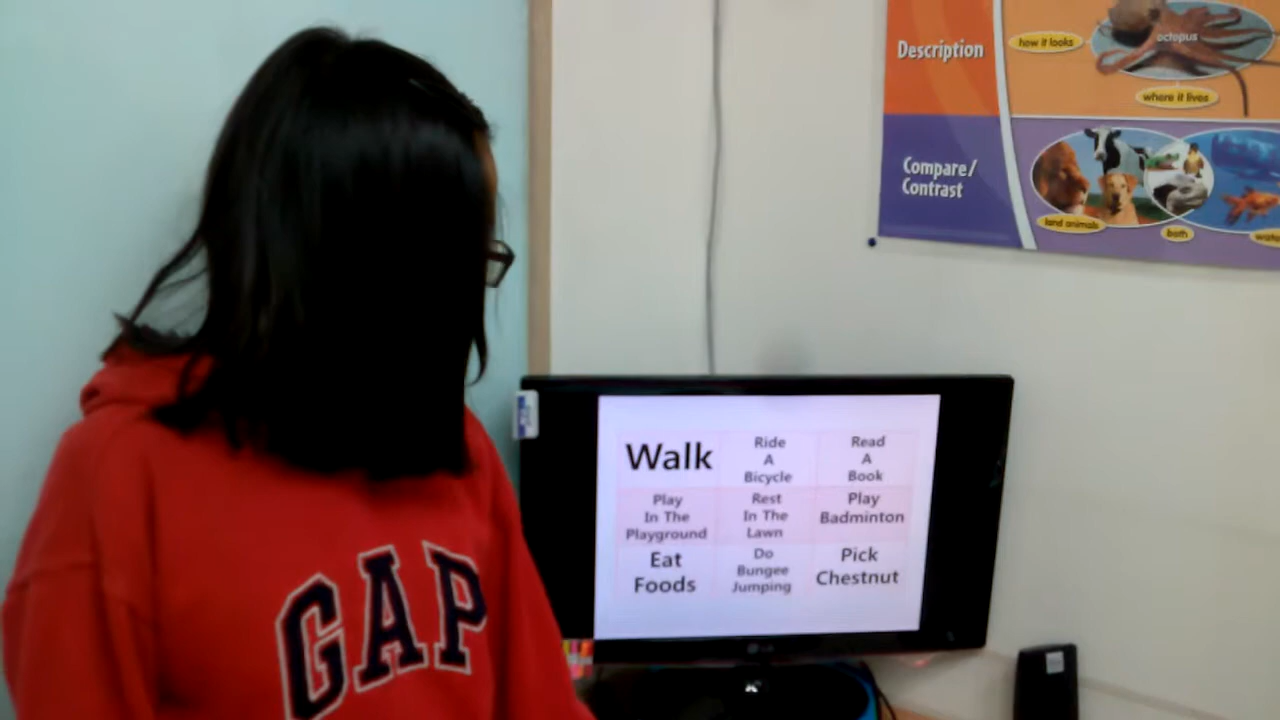 Description
how it looks
octopus
where it lives
Compare/
Contrast
land animals
both
GAP
Walk
Ride
A
Bicycle
Read
A
Book
Play
In The
Playground
Rest
In The
Lawn
Play
Badminton
Eat
Foods
Do
Bungee
Jumping
Pick
Chestnut
LG